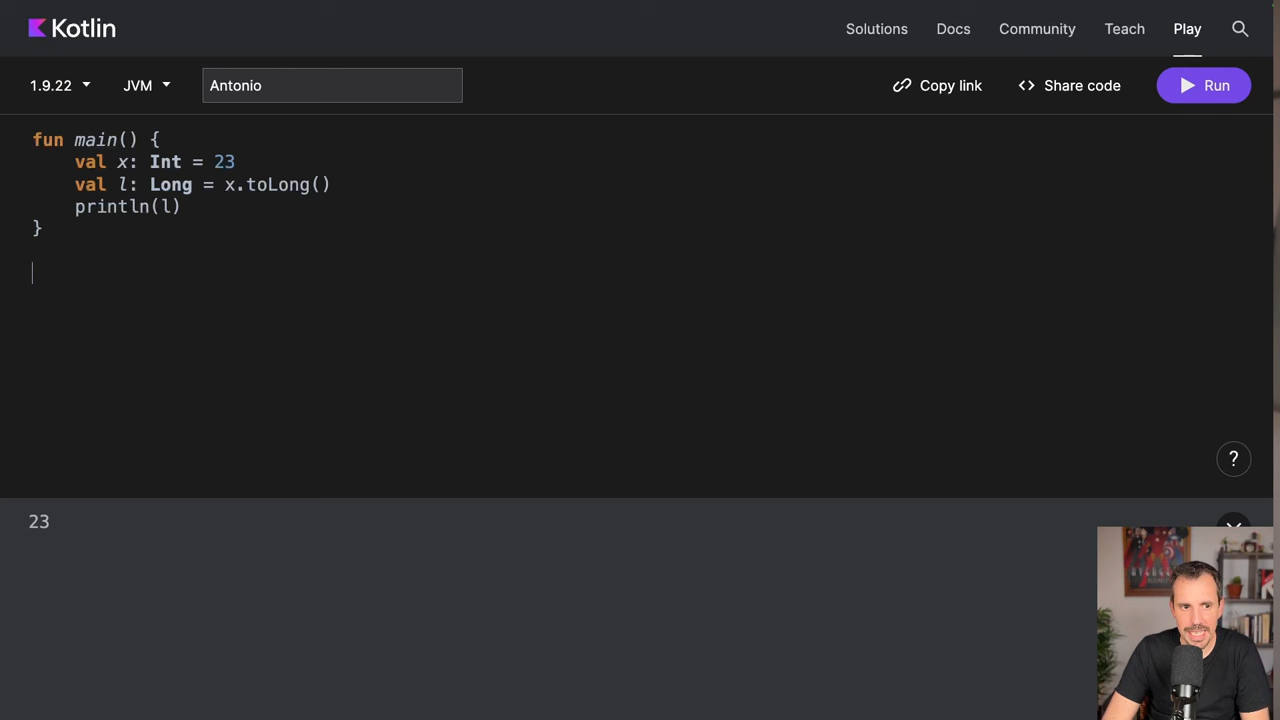 Kotlin
Solutions Docs Community Teach Play
1.9.22 JVM Antonio Copy link <> Share code Run
fun main() {
    val x: Int = 23
    val l: Long = x.toLong()
    println(l)
}
?
23